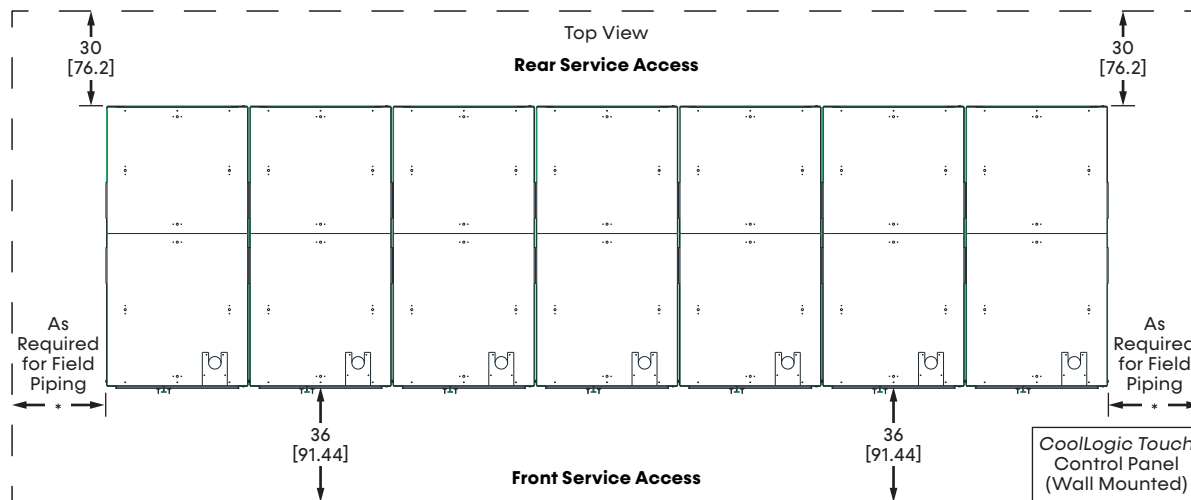 Top View
Rear Service Access
30
[76.2]
30
[76.2]
As
Required
for Field
Piping
*
As
Required
for Field
Piping
*
36
[91.44]
36
[91.44]
Front Service Access
CoolLogic Touch
Control Panel
(Wall Mounted)